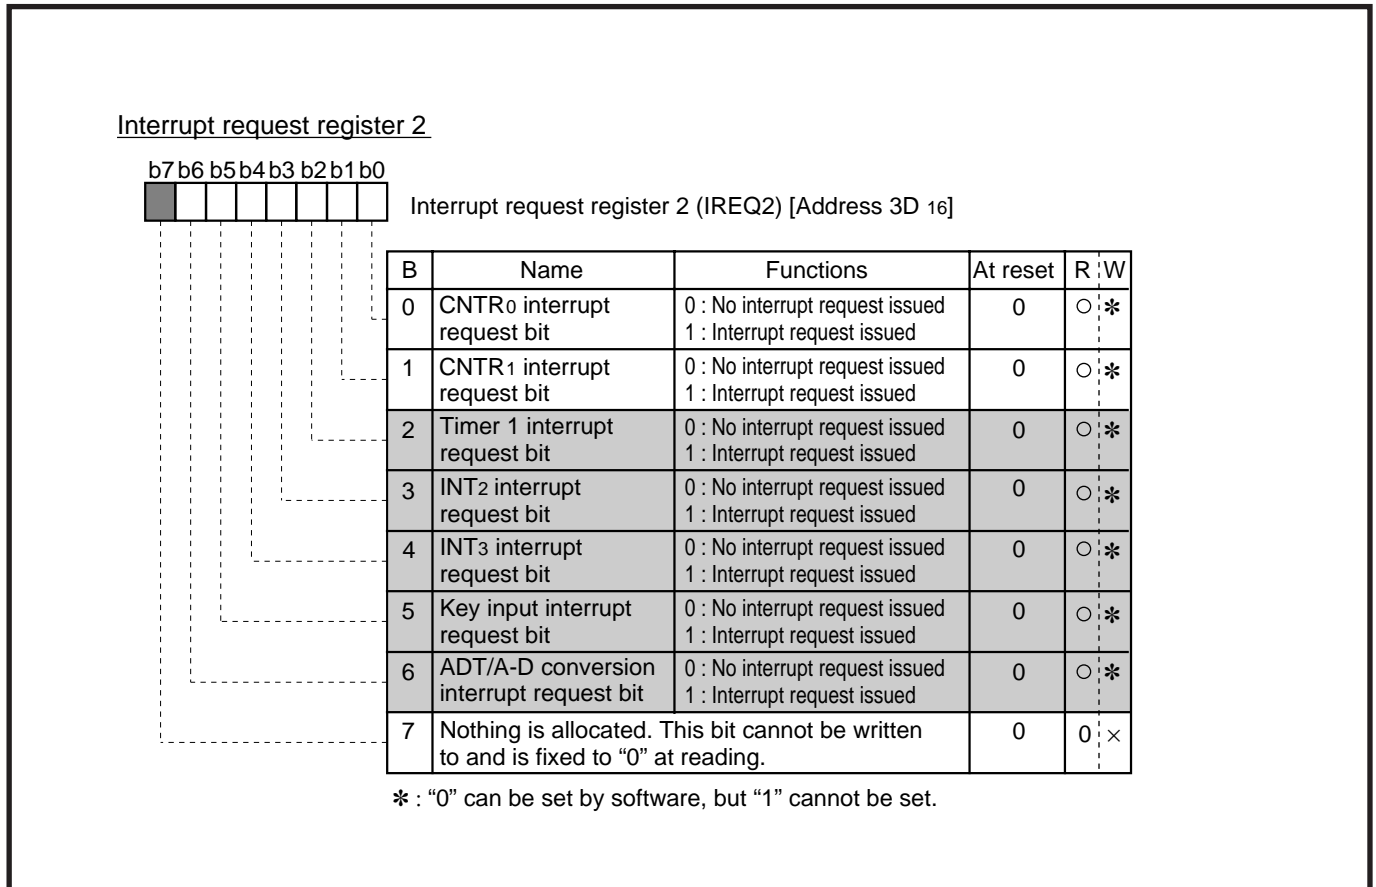 Interrupt request register 2
b7 b6 b5 b4 b3 b2 b1 b0
Interrupt request register 2 (IREQ2) [Address 3D 16]
B Name Functions At reset R W
0 CNTR0 interrupt 0 : No interrupt request issued 0 ○ ✻
request bit 1 : Interrupt request issued
1 CNTR1 interrupt 0 : No interrupt request issued 0 ○ ✻
request bit 1 : Interrupt request issued
2 Timer 1 interrupt 0 : No interrupt request issued 0 ○ ✻
request bit 1 : Interrupt request issued
3 INT2 interrupt 0 : No interrupt request issued 0 ○ ✻
request bit 1 : Interrupt request issued
4 INT3 interrupt 0 : No interrupt request issued 0 ○ ✻
request bit 1 : Interrupt request issued
5 Key input interrupt 0 : No interrupt request issued 0 ○ ✻
request bit 1 : Interrupt request issued
6 ADT/A-D conversion 0 : No interrupt request issued 0 ○ ✻
interrupt request bit 1 : Interrupt request issued
7 Nothing is allocated. This bit cannot be written 0 0 ×
to and is fixed to “0” at reading.
✻ : “0” can be set by software, but “1” cannot be set.